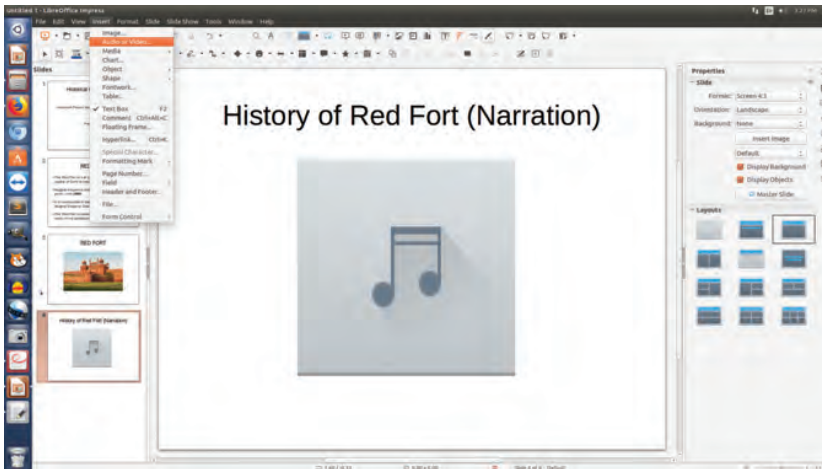 Untitled 1 - LibreOffice Impress
3:21 PM
File Edit View Insert Format Slide Slide Show Tools Window Help
Image...
Audio or Video...
Media
Chart...
Object
Shape
Fontwork...
Table...
Text Box F2
Comment Ctrl+Alt+C
Floating Frame...
Hyperlink... Ctrl+K
Special Character...
Formatting Mark
Page Number...
Field
Header and Footer...
File...
Form Control
Slides
RED FORT
History of Red Fort (Narration)
History of Red Fort (Narration)
Properties
Slide
Format: Screen 4:3
Orientation: Landscape
Background: None
Insert Image
Default
Display Background
Display Objects
Master Slide
Layouts